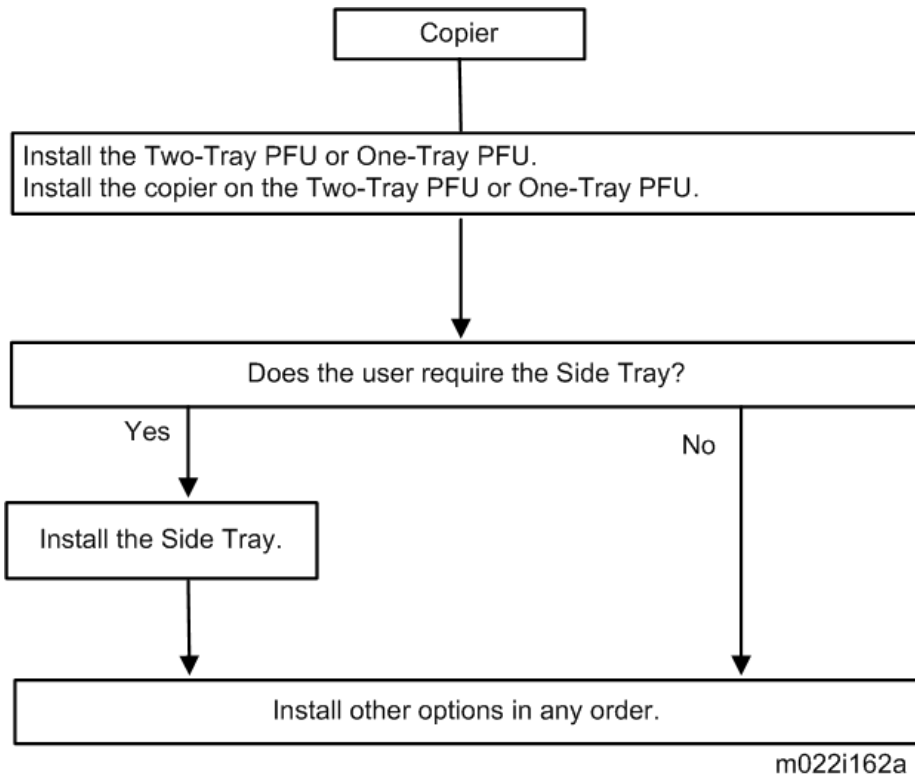 Copier
Install the Two-Tray PFU or One-Tray PFU.
Install the copier on the Two-Tray PFU or One-Tray PFU.
Does the user require the Side Tray?
Yes
No
Install the Side Tray.
Install other options in any order.
m022i162a